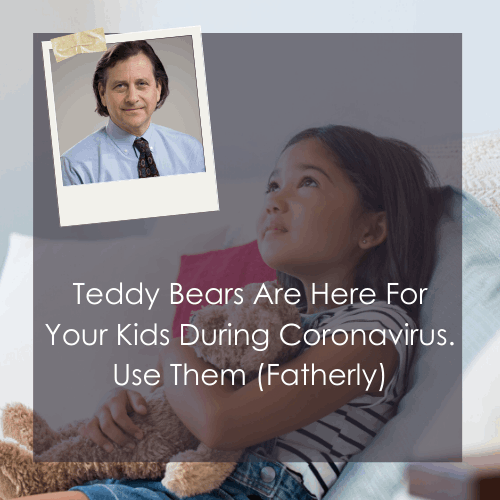 Teddy Bears Are Here For
Your Kids During Coronavirus.
Use Them (Fatherly)